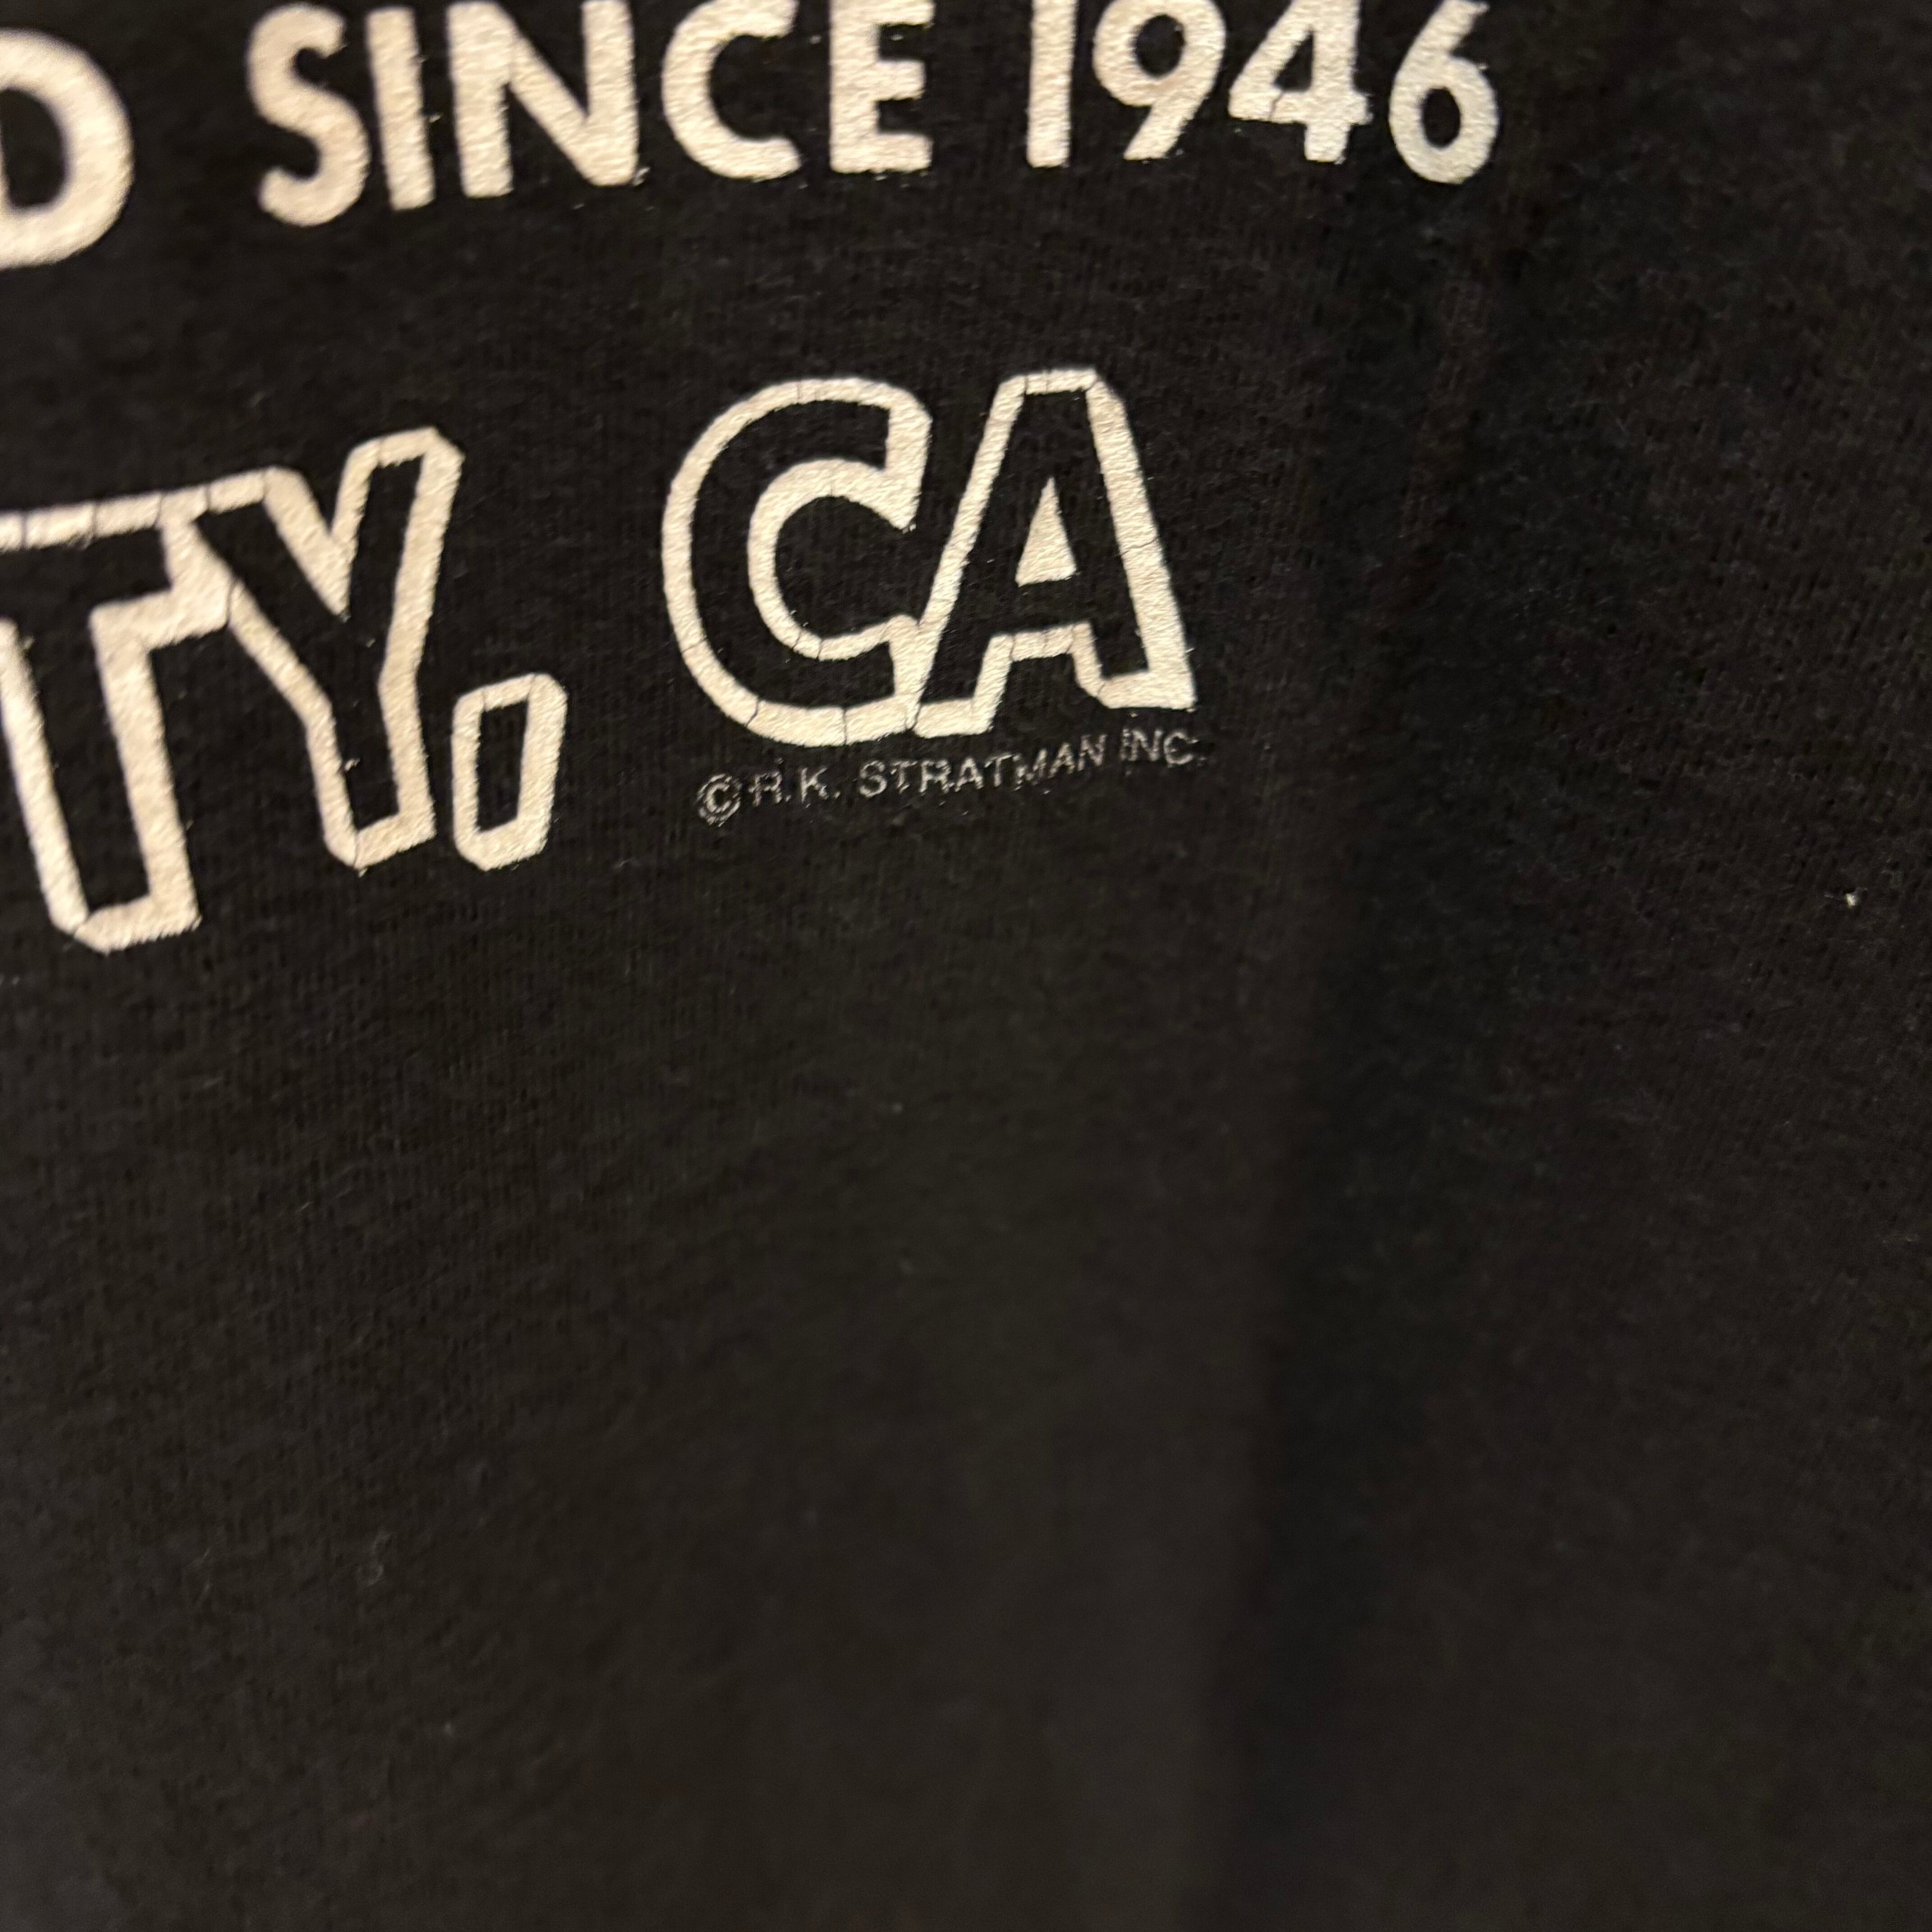 D SINCE 1946
TY, CA
© R.K. STRATMAN INC.